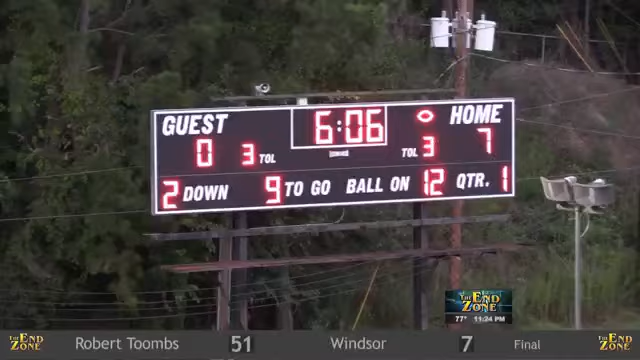 GUEST 6:06 HOME
0 3 TOL TOL 3 7
2 DOWN 9 TO GO BALL ON 12 QTR. 1
THE END ZONE
77° 11:24 PM
THE END ZONE Robert Toombs 51 Windsor 7 Final THE END ZONE